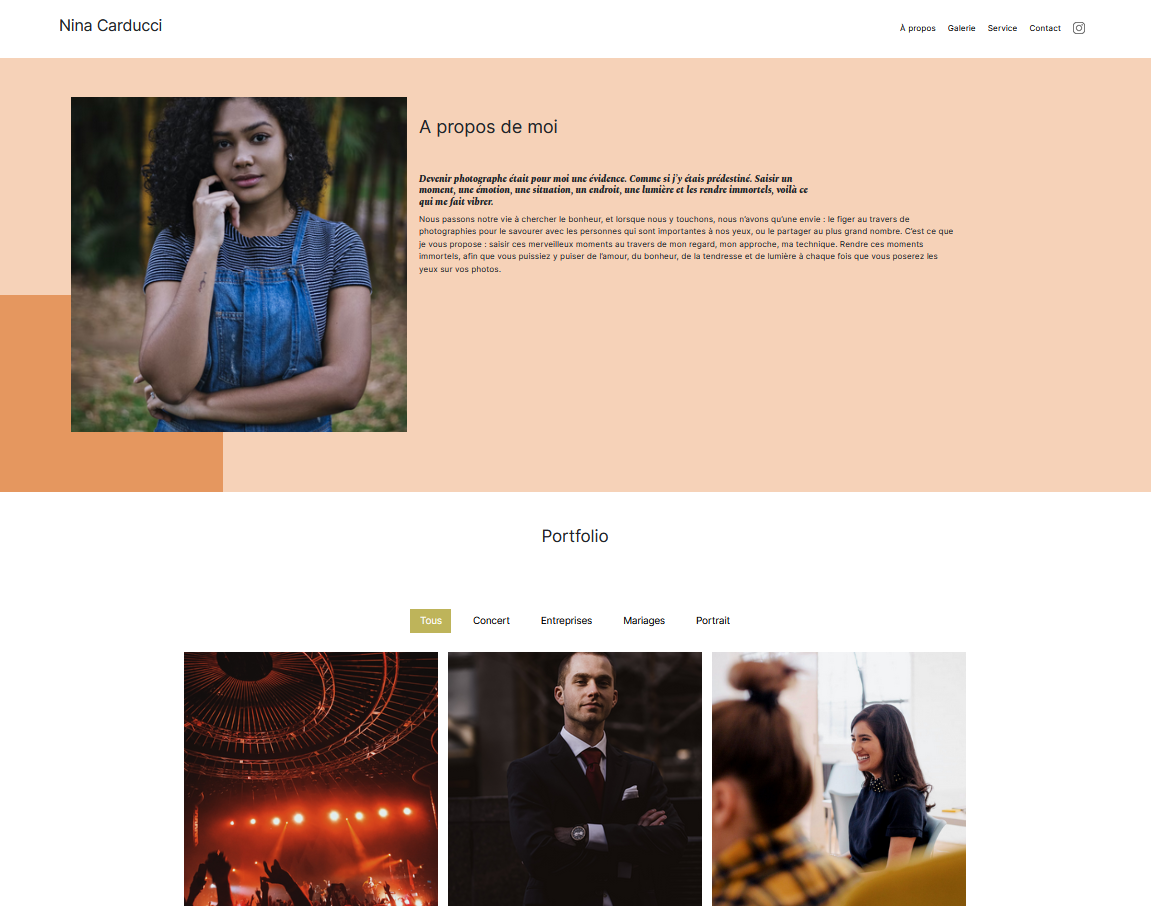 Nina Carducci
À propos Galerie Service Contact
A propos de moi
Devenir photographe était pour moi une évidence. Comme si j'y étais prédestiné. Saisir un
moment, une émotion, une situation, un endroit, une lumière et les rendre immortels, voilà ce
qui me fait vibrer.
Nous passons notre vie à chercher le bonheur, et lorsque nous y touchons, nous n’avons qu’une envie : le figer au travers de
photographies pour le savourer avec les personnes qui sont importantes à nos yeux, ou le partager au plus grand nombre. C’est ce que
je vous propose : saisir ces merveilleux moments au travers de mon regard, mon approche, ma technique. Rendre ces moments
immortels, afin que vous puissiez y puiser de l’amour, du bonheur, de la tendresse et de lumière à chaque fois que vous poserez les
yeux sur vos photos.
Portfolio
Tous Concert Entreprises Mariages Portrait